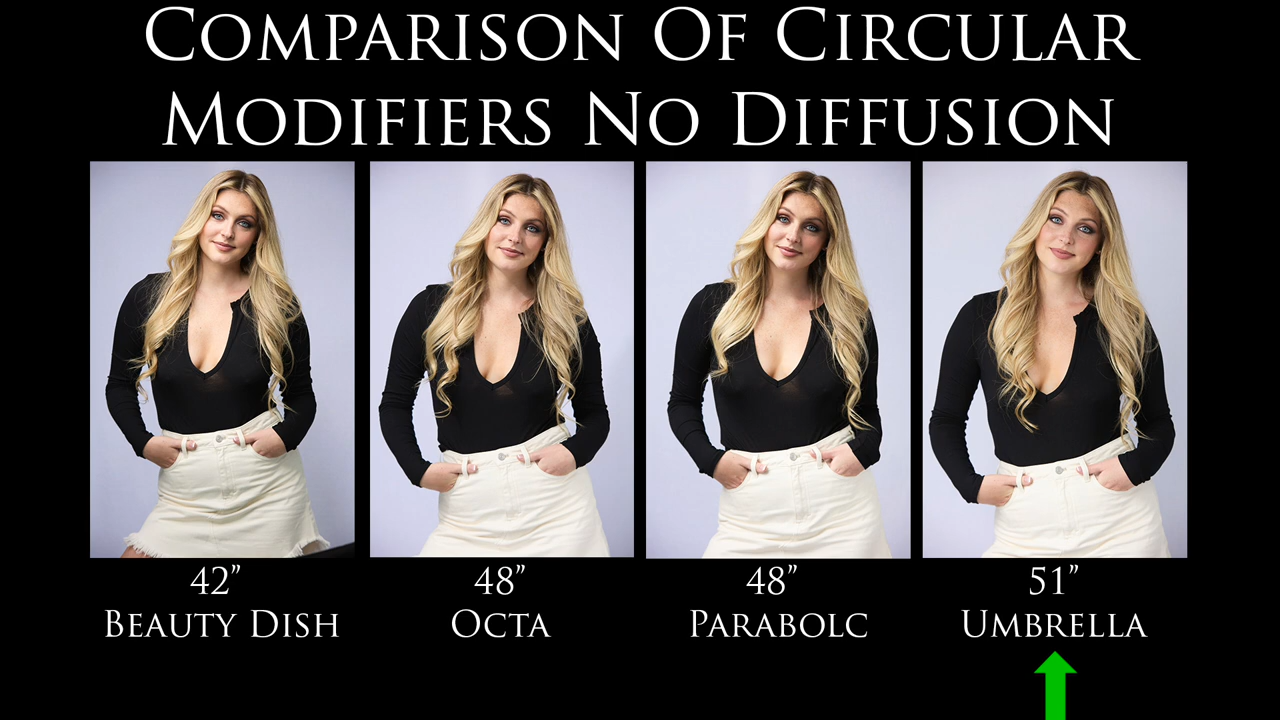 Comparison Of Circular
Modifiers No Diffusion
42”
Beauty Dish
48”
Octa
48”
Parabolc
51”
Umbrella